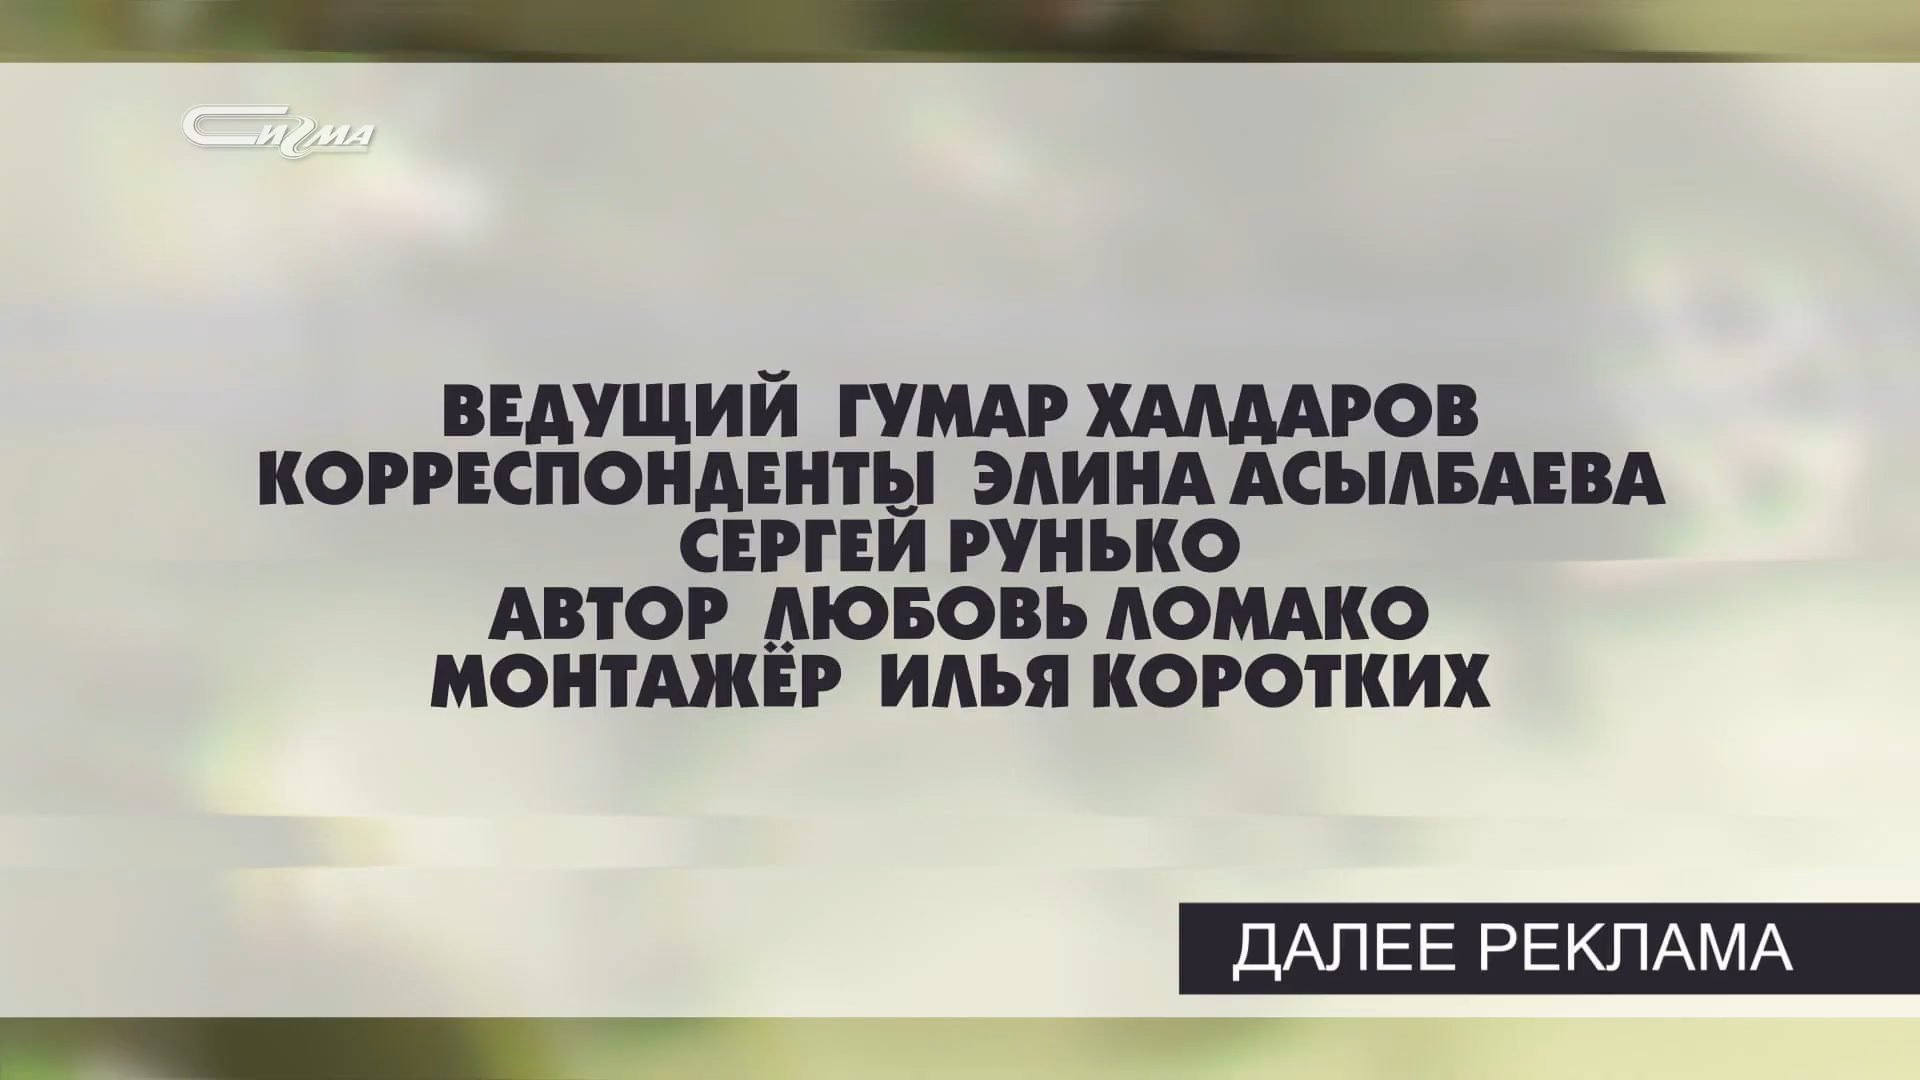 Сигма
ВЕДУЩИЙ ГУМАР ХАЛДАРОВ
КОРРЕСПОНДЕНТЫ ЭЛИНА АСЫЛБАЕВА
СЕРГЕЙ РУНЬКО
АВТОР ЛЮБОВЬ ЛОМАКО
МОНТАЖЁР ИЛЬЯ КОРОТКИХ
ДАЛЕЕ РЕКЛАМА